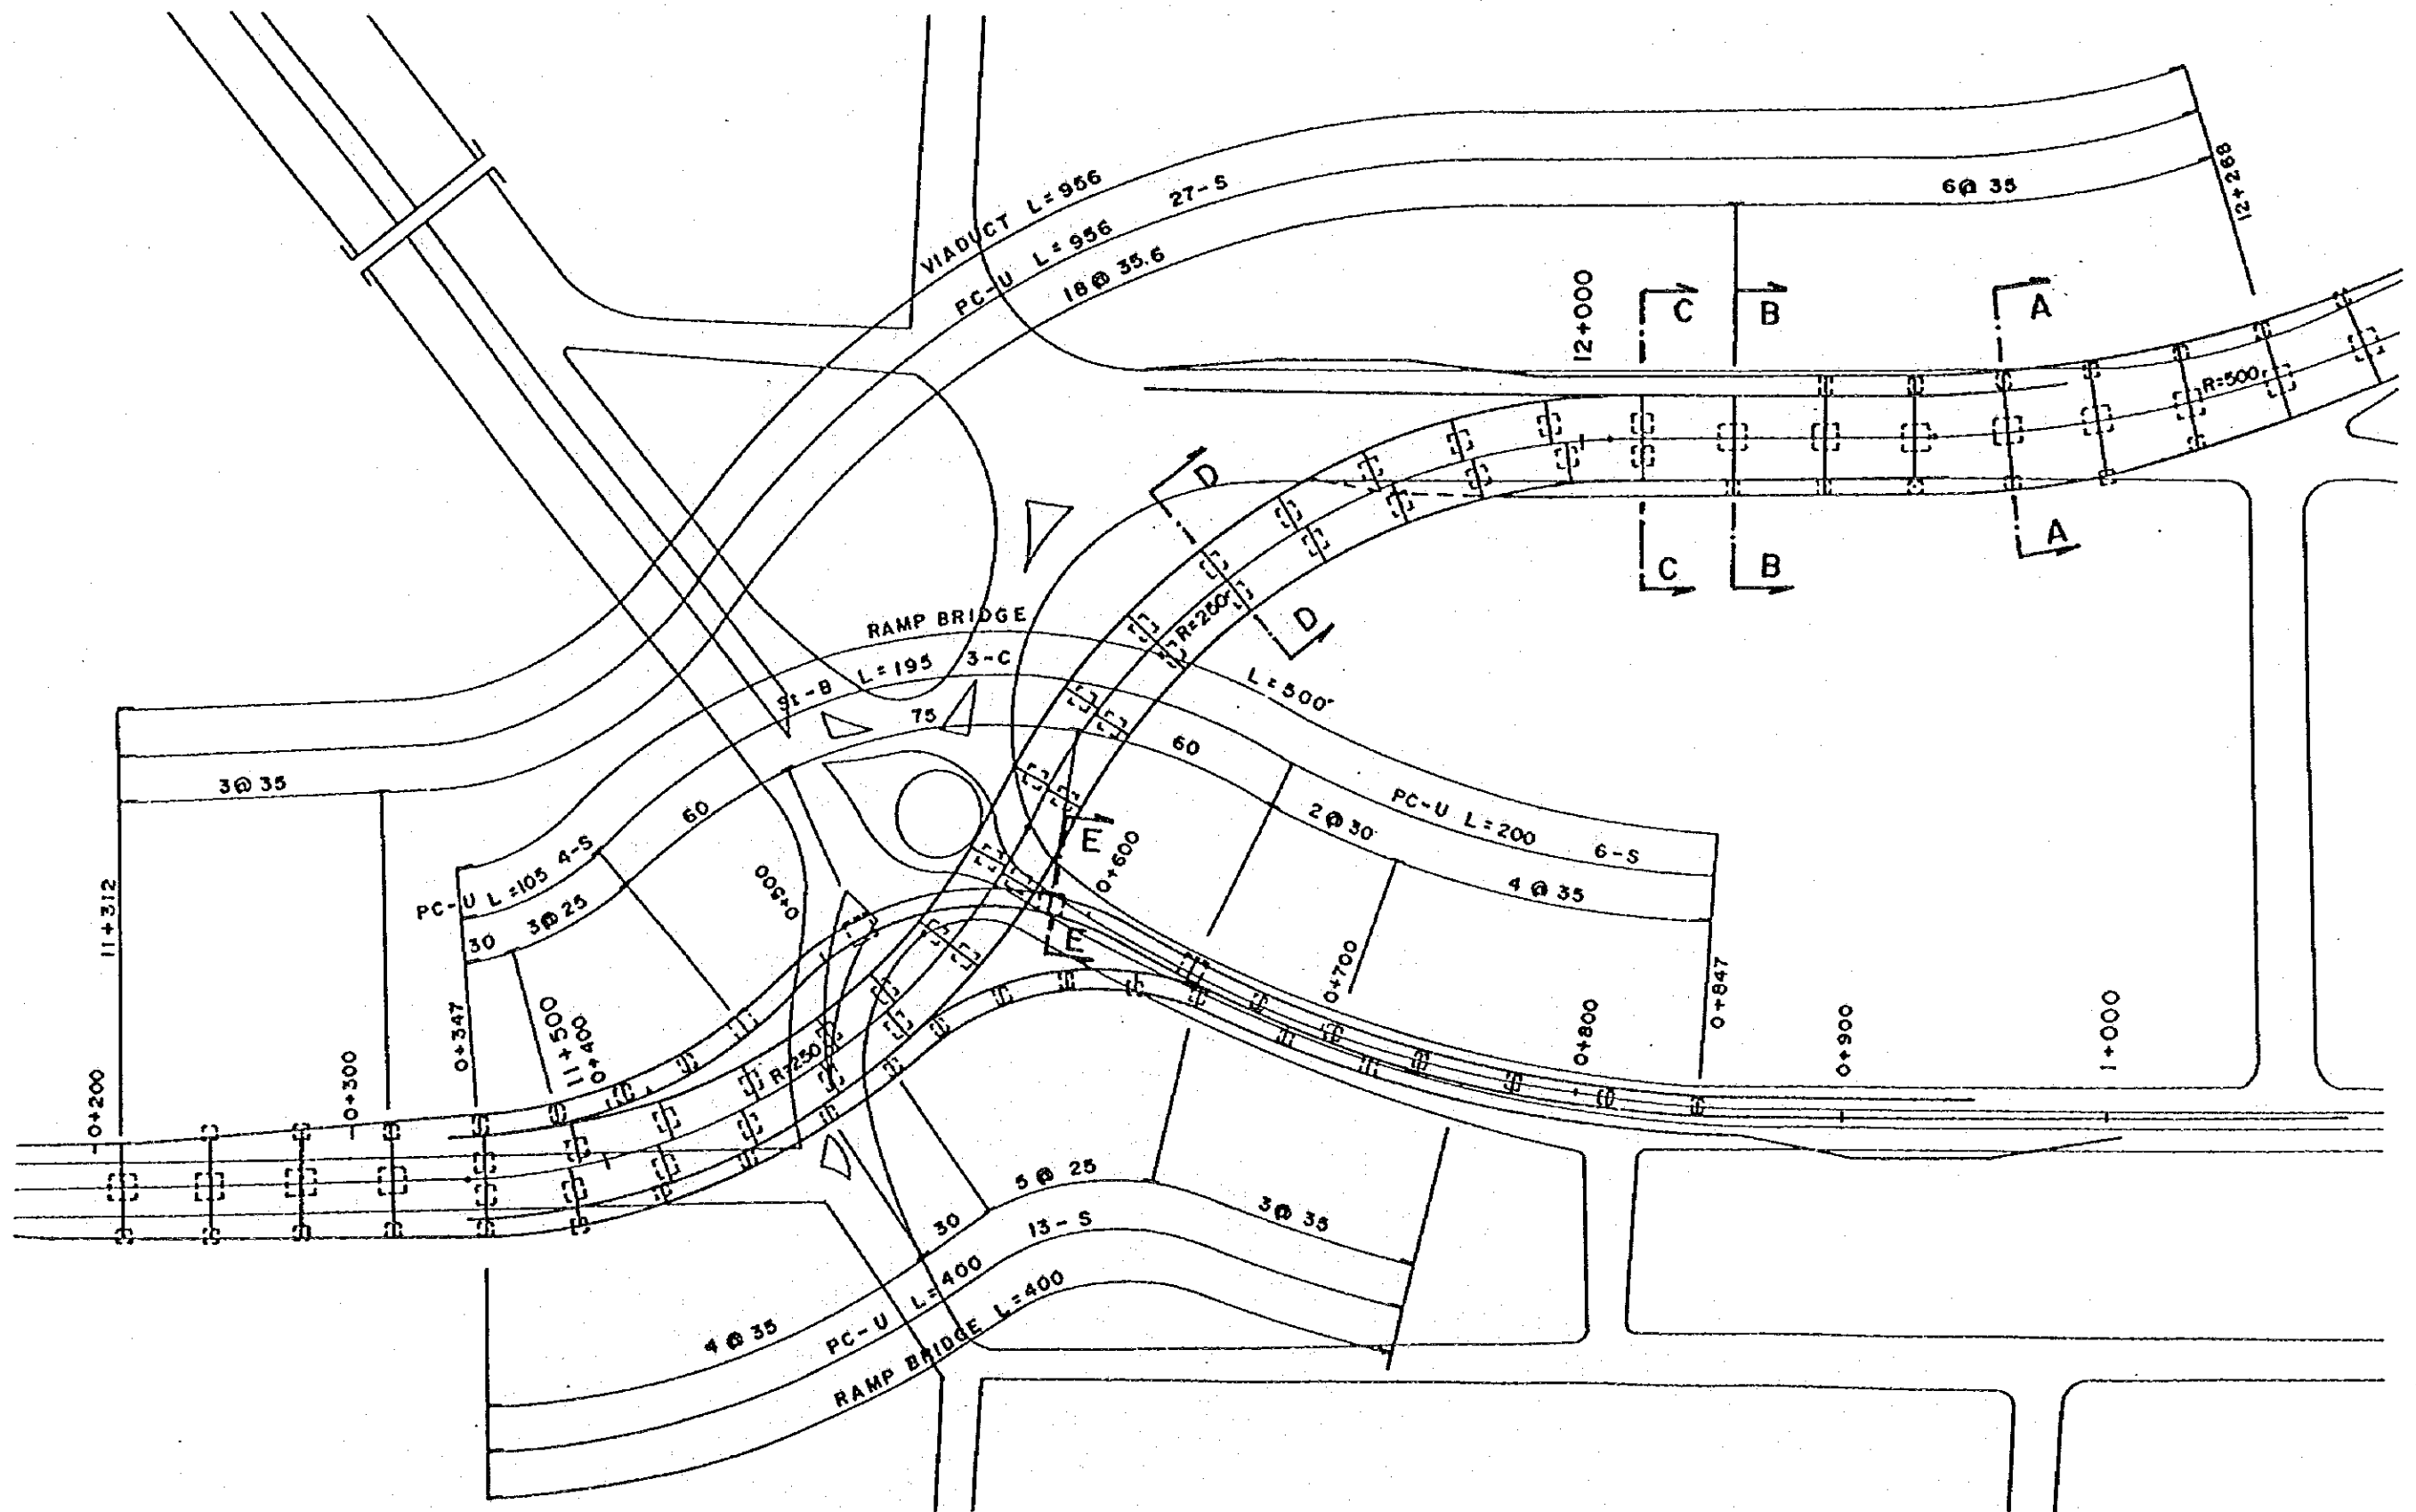 VIADUCT L=956
PC-U L=956 27-S
18@ 35.6
6@ 35
12+268
12+000
C
B
A
R=500
D
R=250
D
C
B
A
RAMP BRIDGE
L=500
St-B L=195 3-C
75
60
60
PC-U L=200 6-S
2@30
4@35
3@35
PC-U L=105 4-S
30
3@25
0+500
E
0+600
E
11+312
-0+200
-0+300
0+347
11+500
0+400
R=250
0+700
0+800
0+847
0+900
1+000
5@25
3@35
30
13-S
4@35
PC-U L=400
RAMP BRIDGE L=400